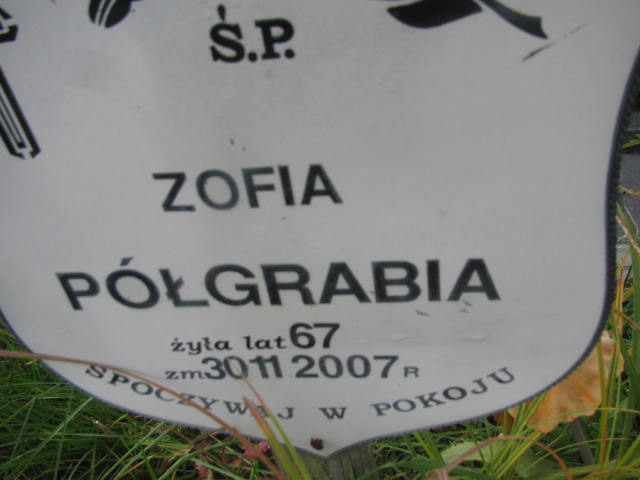 Ś.P.
ZOFIA
PÓŁGRABIA
żyła lat 67
zm 30 11 2007 R
SPOCZYWAJ W POKOJU